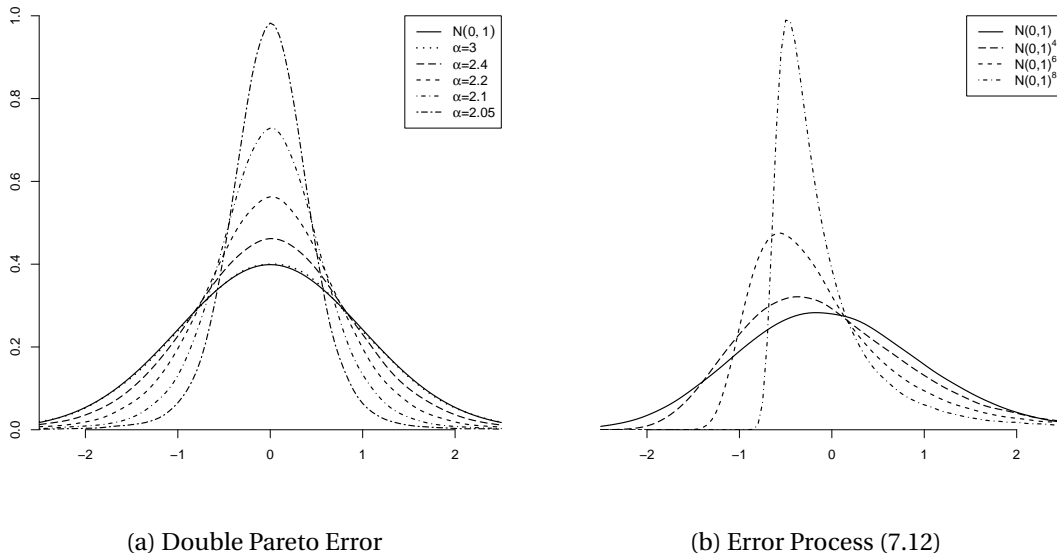 1.0
0.8
0.6
0.4
0.2
0.0
−2
−1
0
1
2
N(0, 1)
α=3
α=2.4
α=2.2
α=2.1
α=2.05
−2
−1
0
1
2
N(0,1)
N(0,1)⁴
N(0,1)⁶
N(0,1)⁸
(a) Double Pareto Error
(b) Error Process (7.12)